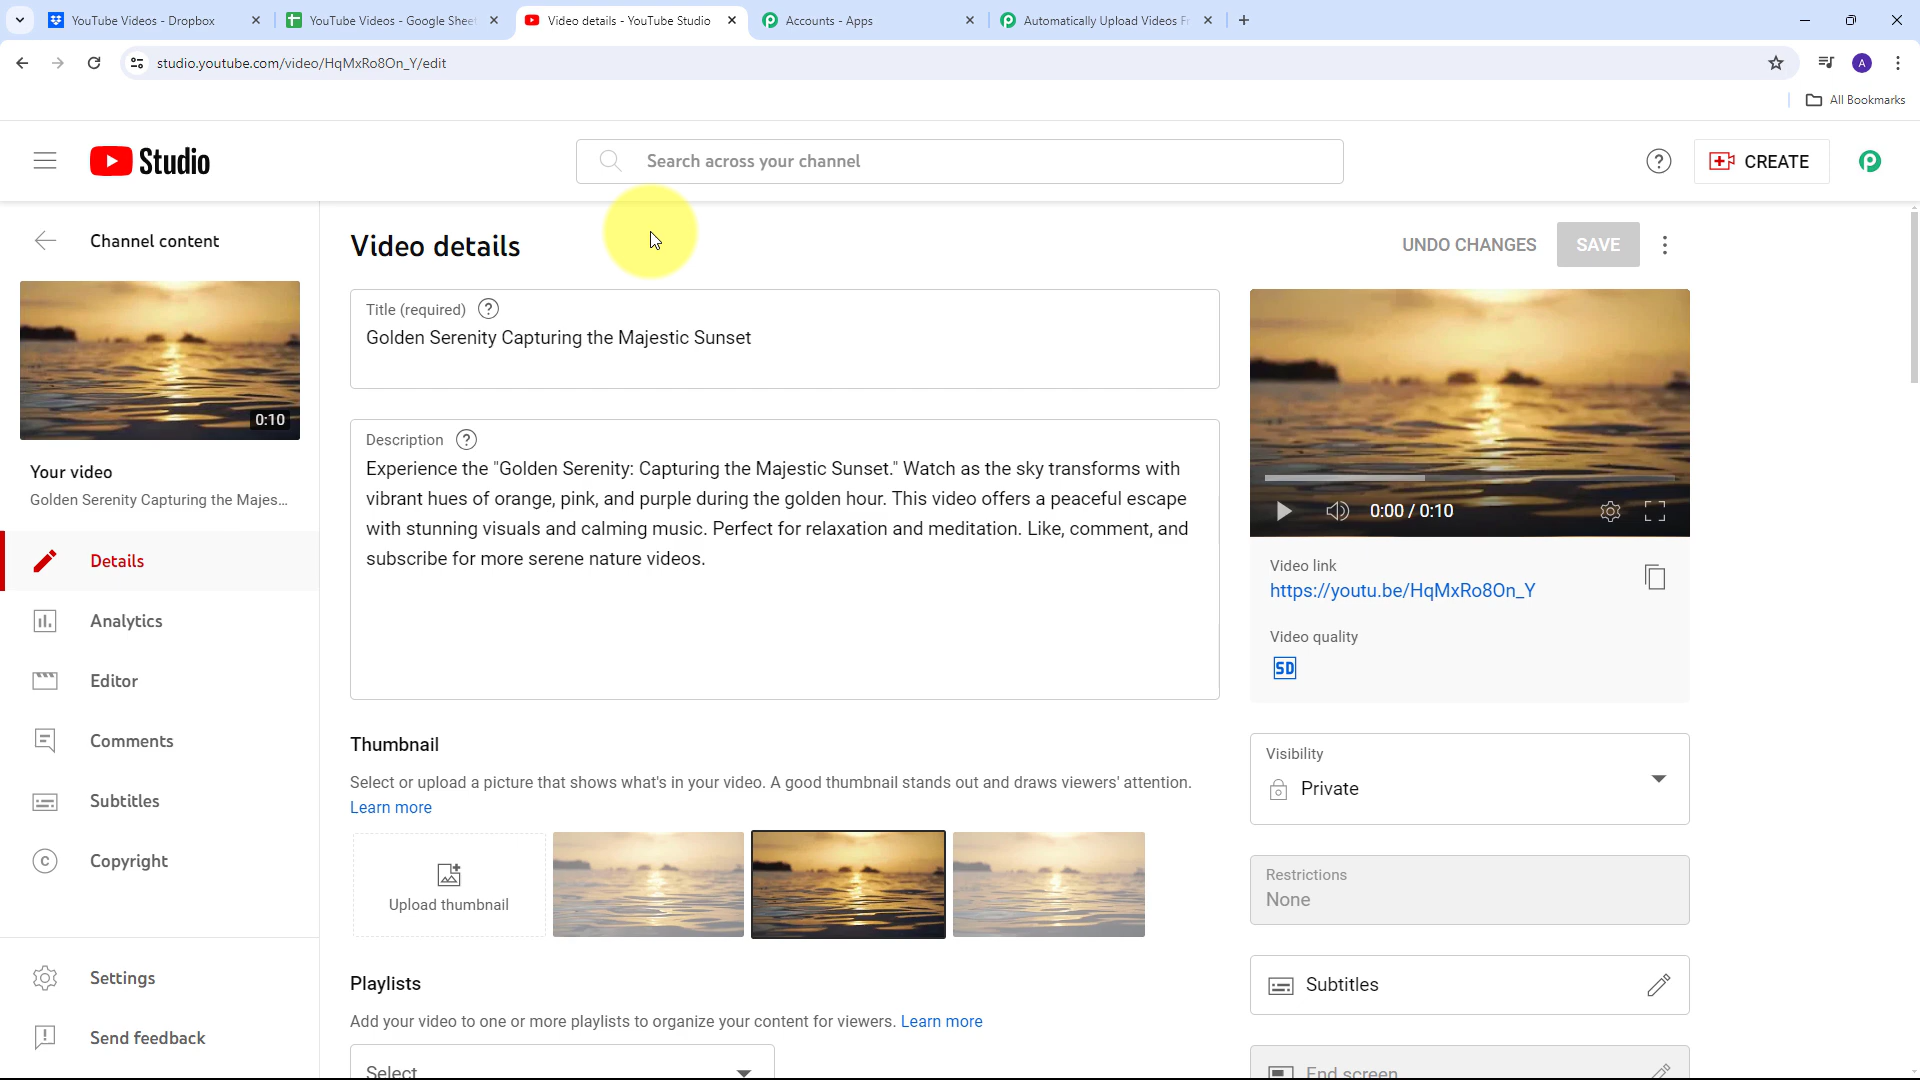 YouTube Videos - Dropbox
YouTube Videos - Google Sheet
Video details - YouTube Studio
Accounts - Apps
Automatically Upload Videos F
studio.youtube.com/video/HqMxRo8On_Y/edit
A
All Bookmarks
Studio
Search across your channel
CREATE
Channel content
0:10
Your video
Golden Serenity Capturing the Majes...
Details
Analytics
Editor
Comments
Subtitles
Copyright
Settings
Send feedback
Video details
UNDO CHANGES
SAVE
Title (required)
Golden Serenity Capturing the Majestic Sunset
Description
Experience the "Golden Serenity: Capturing the Majestic Sunset." Watch as the sky transforms with
vibrant hues of orange, pink, and purple during the golden hour. This video offers a peaceful escape
with stunning visuals and calming music. Perfect for relaxation and meditation. Like, comment, and
subscribe for more serene nature videos.
Thumbnail
Select or upload a picture that shows what's in your video. A good thumbnail stands out and draws viewers' attention.
Learn more
Upload thumbnail
Playlists
Add your video to one or more playlists to organize your content for viewers. Learn more
Select
0:00 / 0:10
Video link
https://youtu.be/HqMxRo8On_Y
Video quality
SD
Visibility
Private
Restrictions
None
Subtitles
End screen